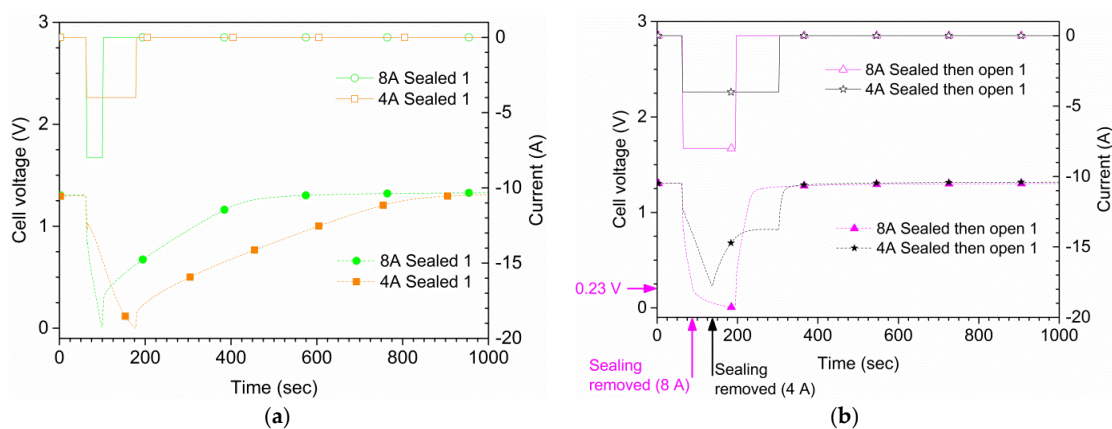 3
2
1
0
Cell voltage (V)
0
-5
-10
-15
-20
Current (A)
8A Sealed 1
4A Sealed 1
8A Sealed 1
4A Sealed 1
0 200 400 600 800 1000
Time (sec)
(a)
3
2
1
0
Cell voltage (V)
0
-5
-10
-15
-20
Current (A)
8A Sealed then open 1
4A Sealed then open 1
8A Sealed then open 1
4A Sealed then open 1
0.23 V
0 200 400 600 800 1000
Time (sec)
Sealing
removed (8 A)
Sealing
removed (4 A)
(b)